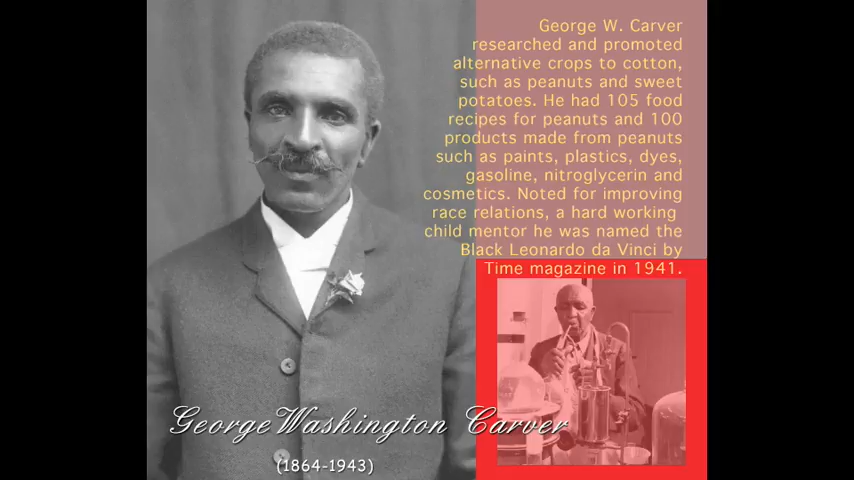 George W. Carver
researched and promoted
alternative crops to cotton,
such as peanuts and sweet
potatoes. He had 105 food
recipes for peanuts and 100
products made from peanuts
such as paints, plastics, dyes,
gasoline, nitroglycerin and
cosmetics. Noted for improving
race relations, a hard working
child mentor he was named the
Black Leonardo da Vinci by
Time magazine in 1941.
George Washington Carver
(1864-1943)